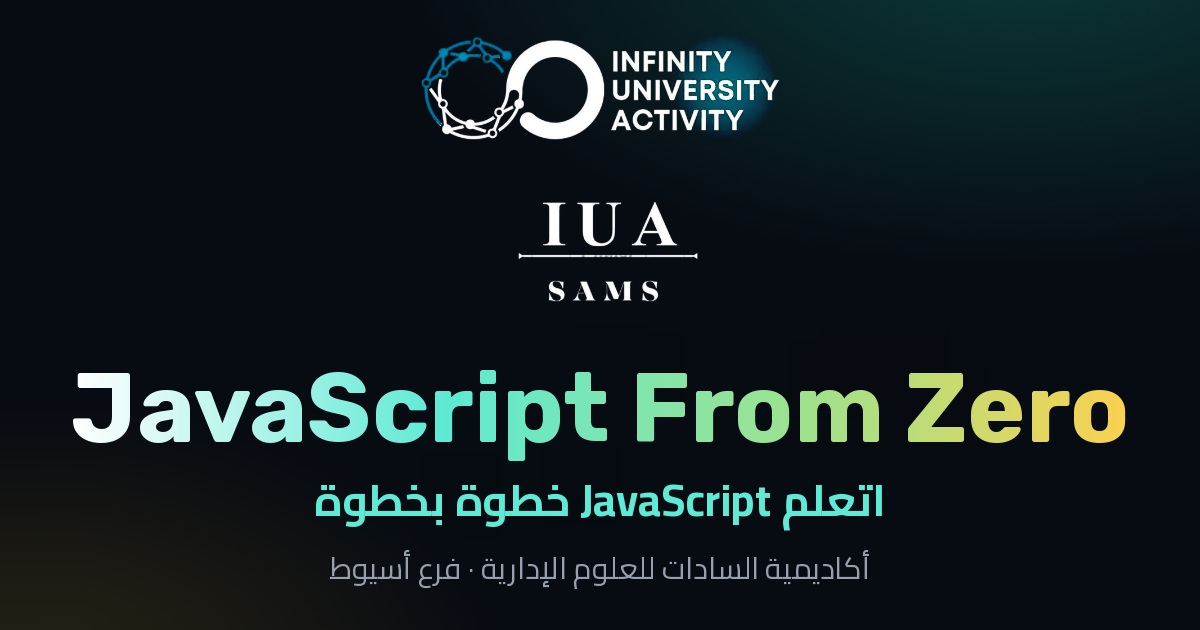 INFINITY
UNIVERSITY
ACTIVITY
IUA
SAMS
JavaScript From Zero
اتعلم JavaScript خطوة بخطوة
أكاديمية السادات للعلوم الإدارية · فرع أسيوط